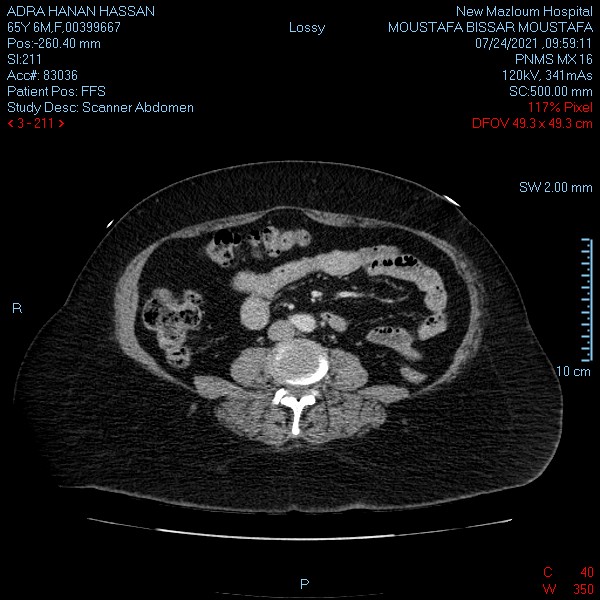 ADRA HANAN HASSAN
65Y 6M,F,00399667
Pos:-260.40 mm
SI:211
Acc#: 83036
Patient Pos: FFS
Study Desc: Scanner Abdomen
< 3 - 211 >
Lossy
New Mazloum Hospital
MOUSTAFA BISSAR MOUSTAFA
07/24/2021 ,09:59:11
PNMS MX 16
120kV, 341mAs
SC:500.00 mm
117% Pixel
DFOV 49.3 x 49.3 cm
SW 2.00 mm
R
10 cm
P
C 40
W 350